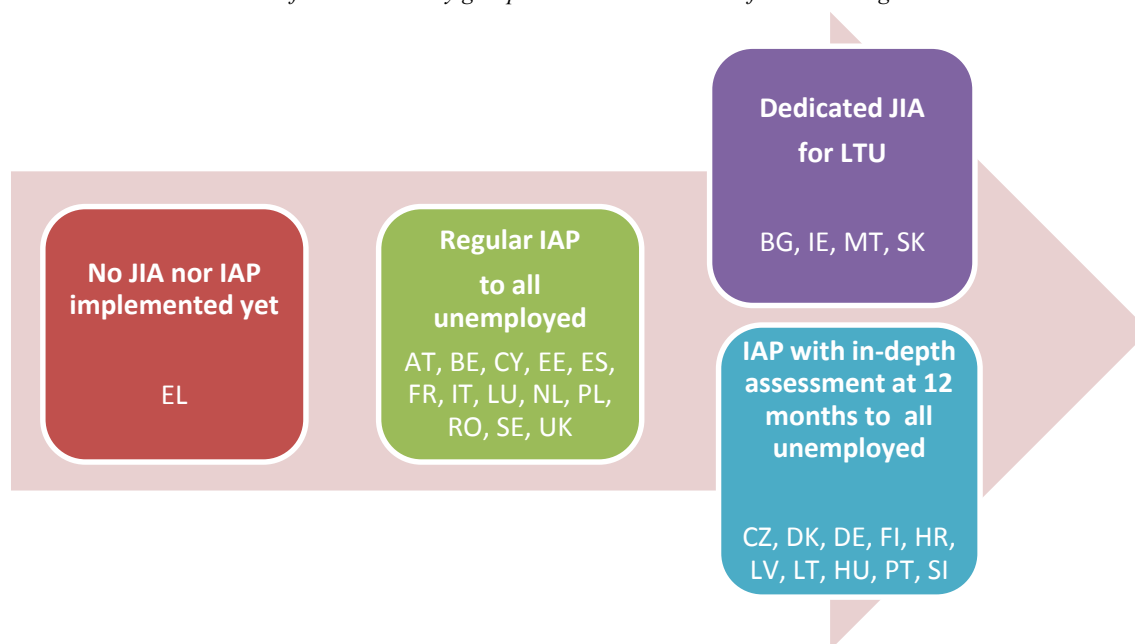 No JIA nor IAP
implemented yet
EL
Regular IAP
to all
unemployed
AT, BE, CY, EE, ES,
FR, IT, LU, NL, PL,
RO, SE, UK
Dedicated JIA
for LTU
BG, IE, MT, SK
IAP with in-depth
assessment at 12
months to all
unemployed
CZ, DK, DE, FI, HR,
LV, LT, HU, PT, SI